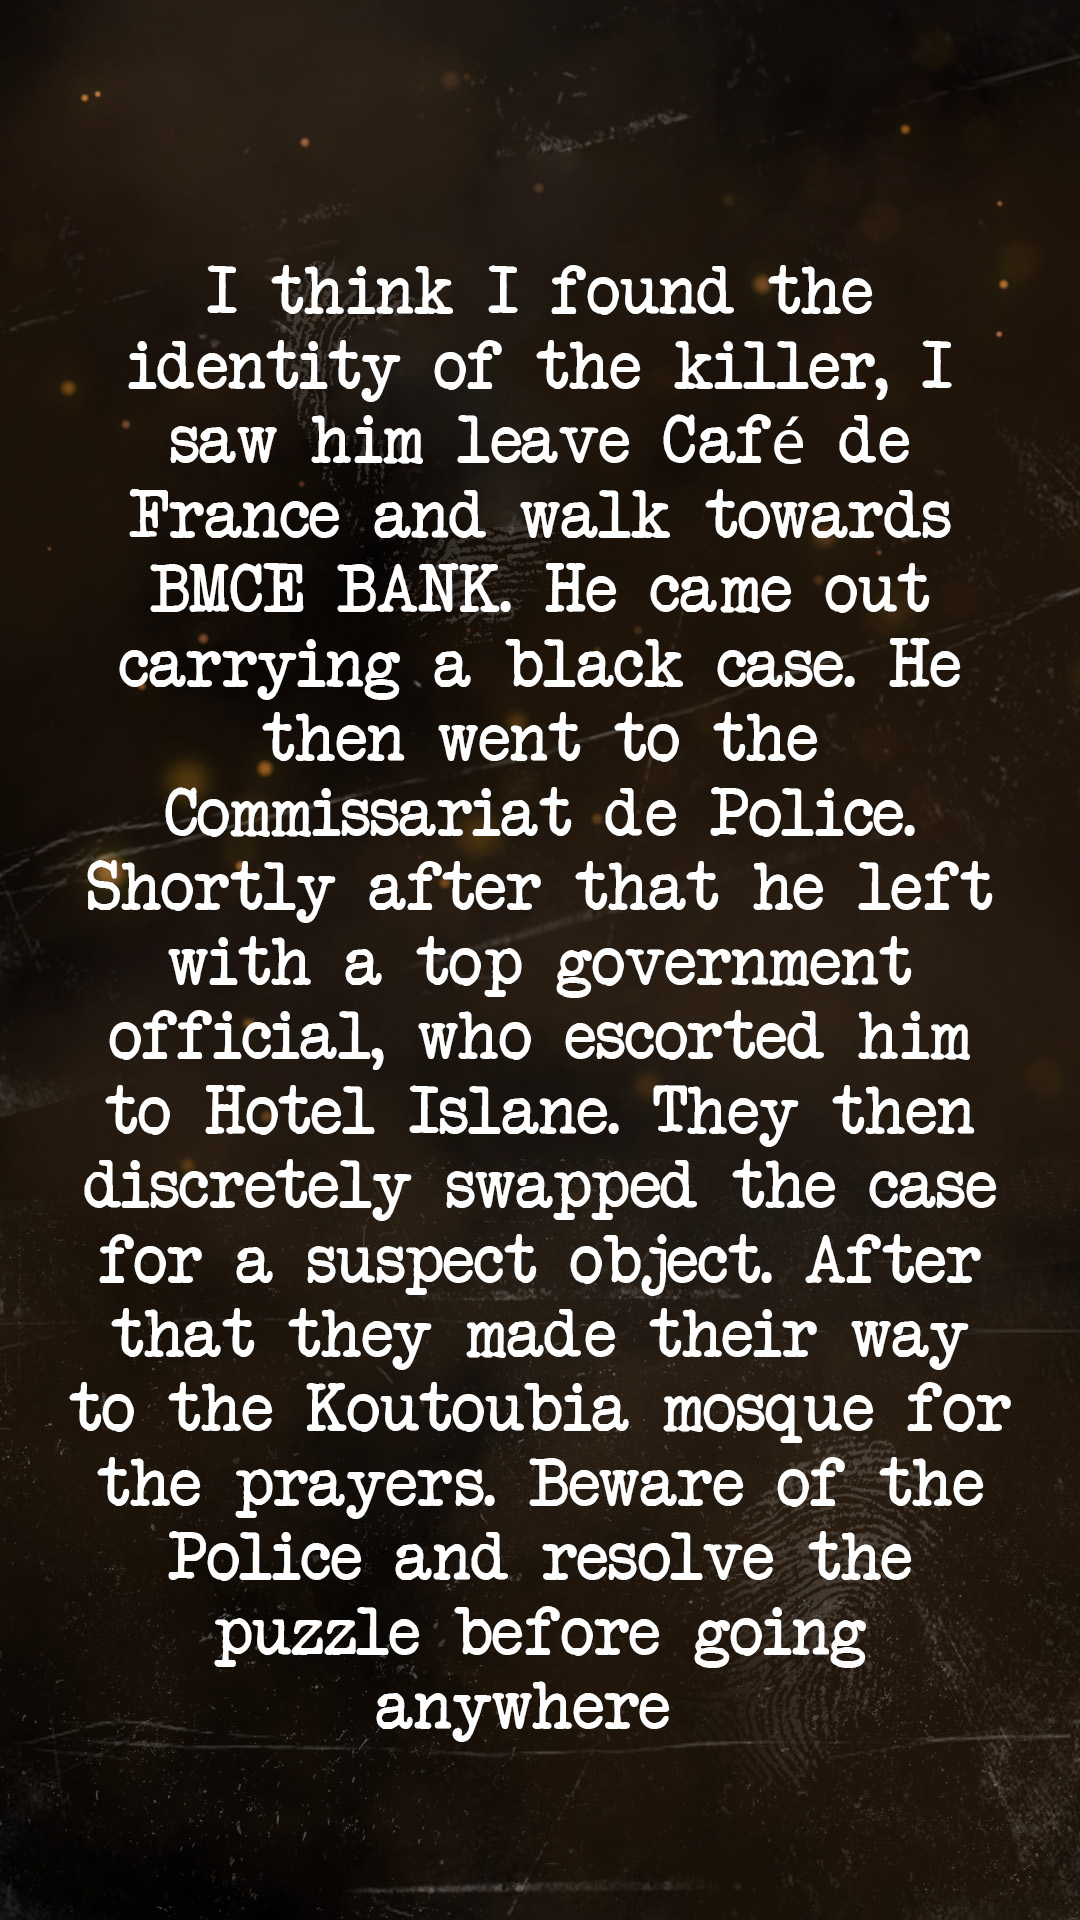 I think I found the
identity of the killer, I
saw him leave Café de
France and walk towards
BMCE BANK. He came out
carrying a black case. He
then went to the
Commissariat de Police.
Shortly after that he left
with a top government
official, who escorted him
to Hotel Islane. They then
discretely swapped the case
for a suspect object. After
that they made their way
to the Koutoubia mosque for
the prayers. Beware of the
Police and resolve the
puzzle before going
anywhere